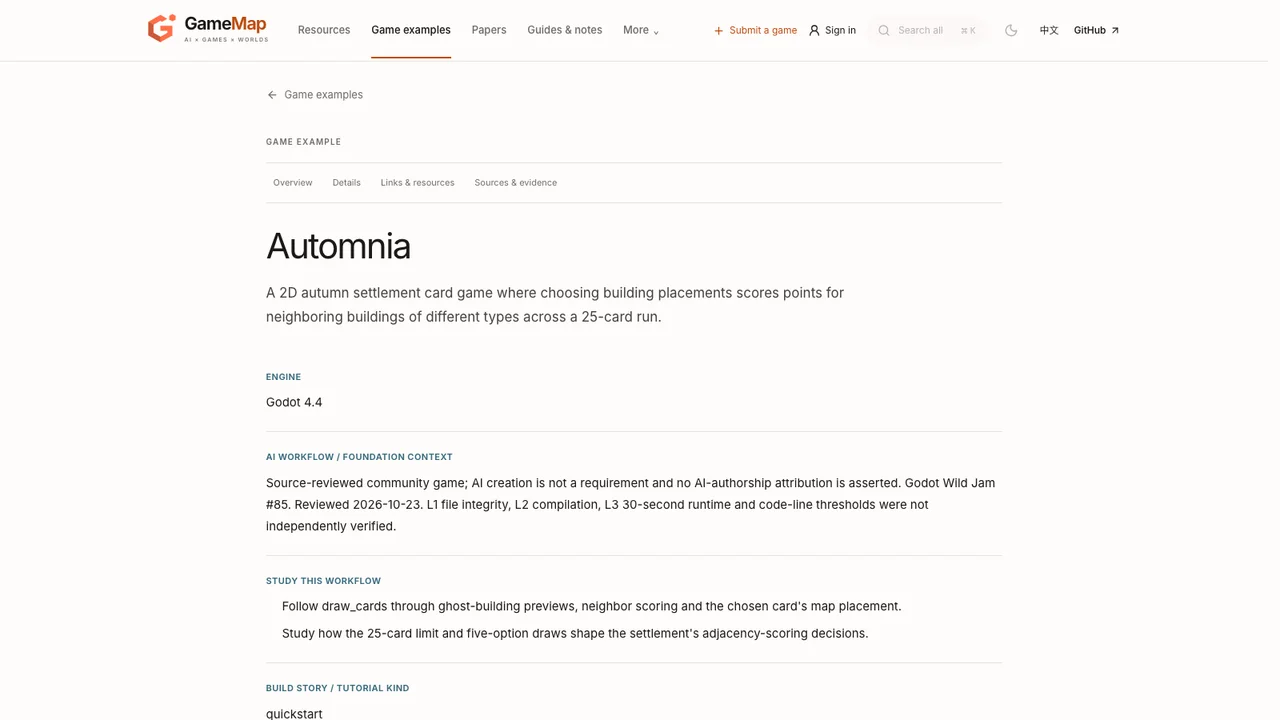 GameMap
AI × GAMES × WORLDS
Resources
Game examples
Papers
Guides & notes
More
Submit a game
Sign in
Search all
⌘ K
中文
GitHub
Game examples
GAME EXAMPLE
Overview
Details
Links & resources
Sources & evidence
Automnia
A 2D autumn settlement card game where choosing building placements scores points for
neighboring buildings of different types across a 25-card run.
ENGINE
Godot 4.4
AI WORKFLOW / FOUNDATION CONTEXT
Source-reviewed community game; AI creation is not a requirement and no AI-authorship attribution is asserted. Godot Wild Jam
#85. Reviewed 2026-10-23. L1 file integrity, L2 compilation, L3 30-second runtime and code-line thresholds were not
independently verified.
STUDY THIS WORKFLOW
Follow draw_cards through ghost-building previews, neighbor scoring and the chosen card's map placement.
Study how the 25-card limit and five-option draws shape the settlement's adjacency-scoring decisions.
BUILD STORY / TUTORIAL KIND
quickstart